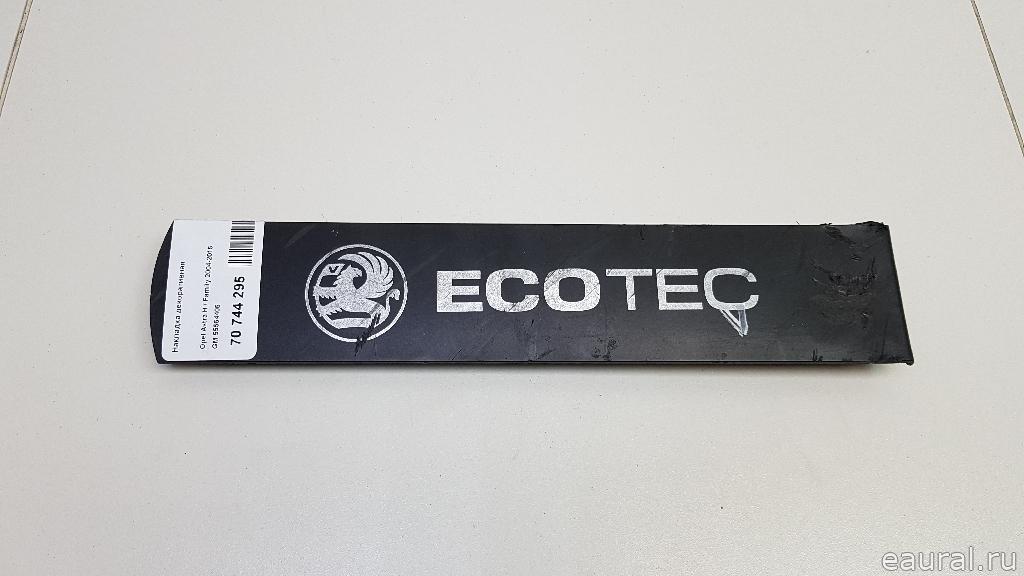 Накладка декоративная
Opel Astra H / Family 2004-2015
GM 55564406
70 744 295
ECOTEC
eaural.ru